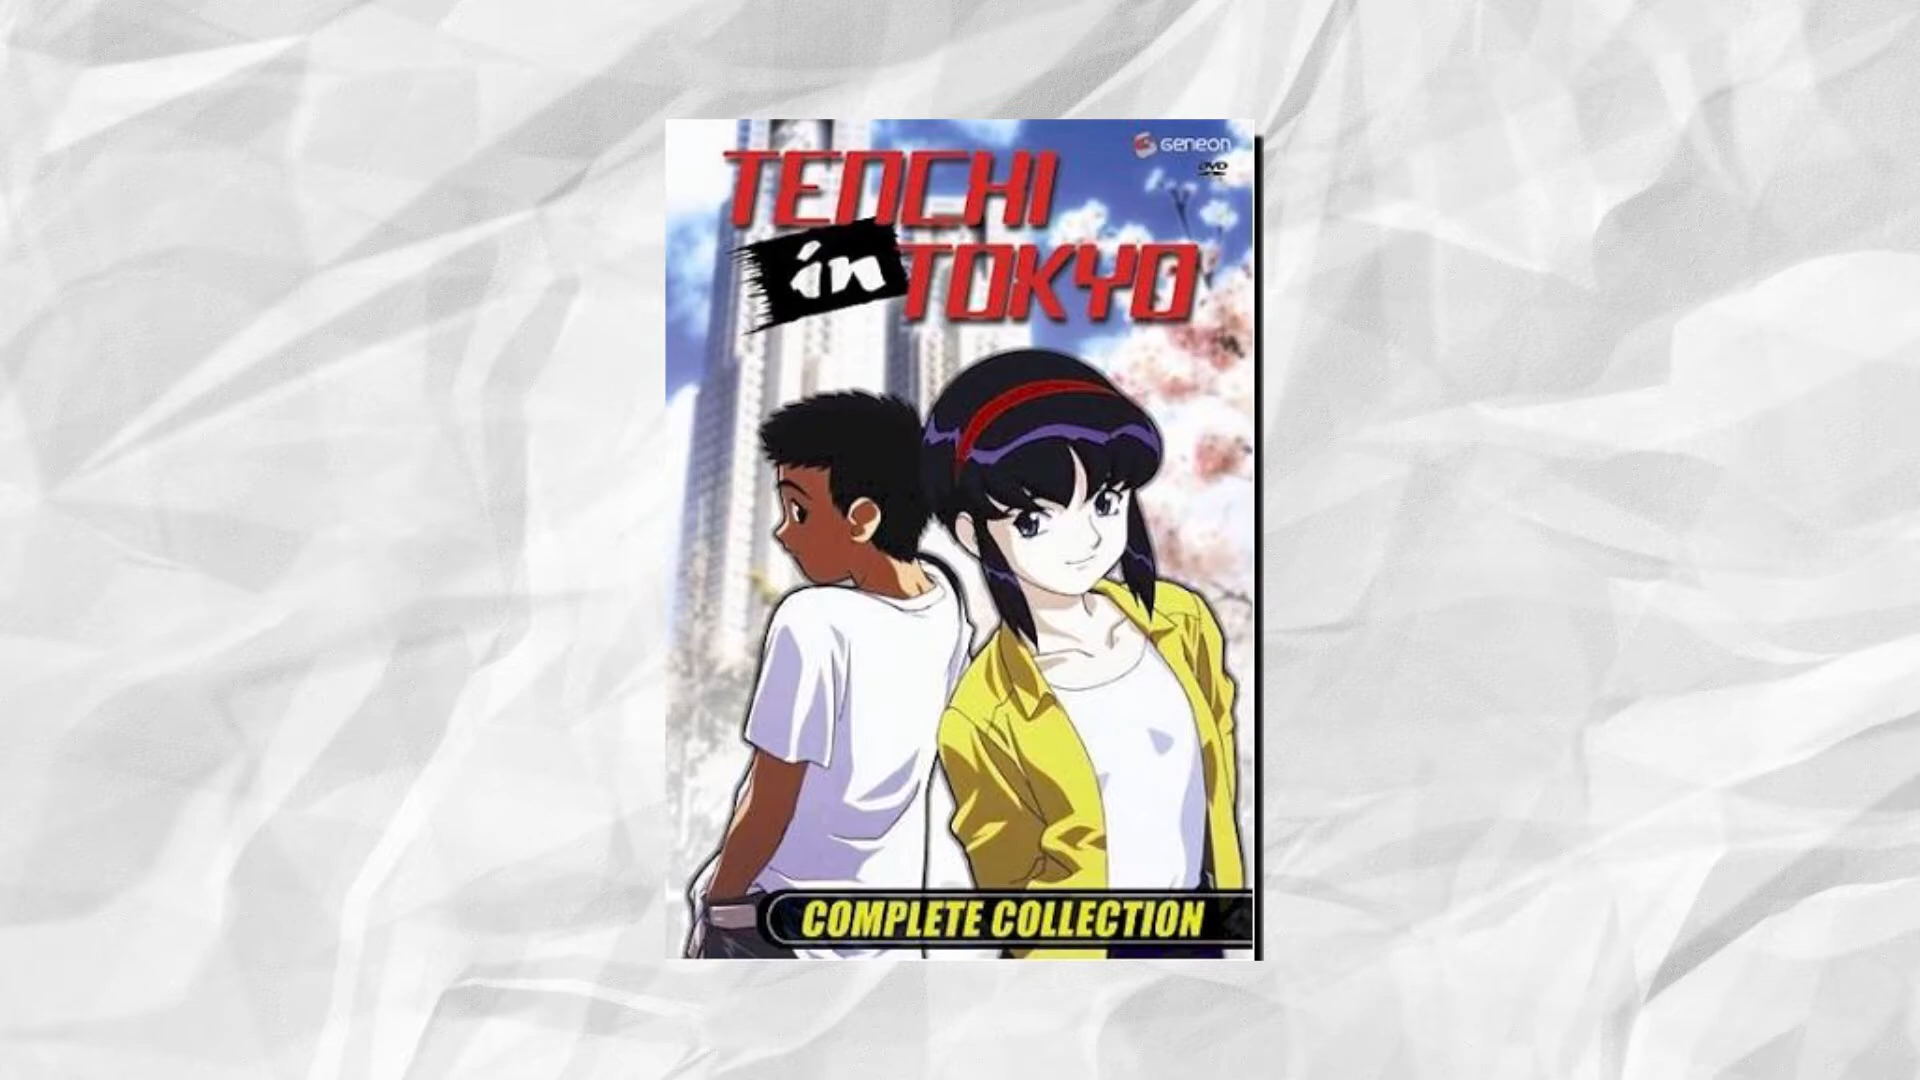 GENEON
DVD
TENCHI
in TOKYO
COMPLETE COLLECTION